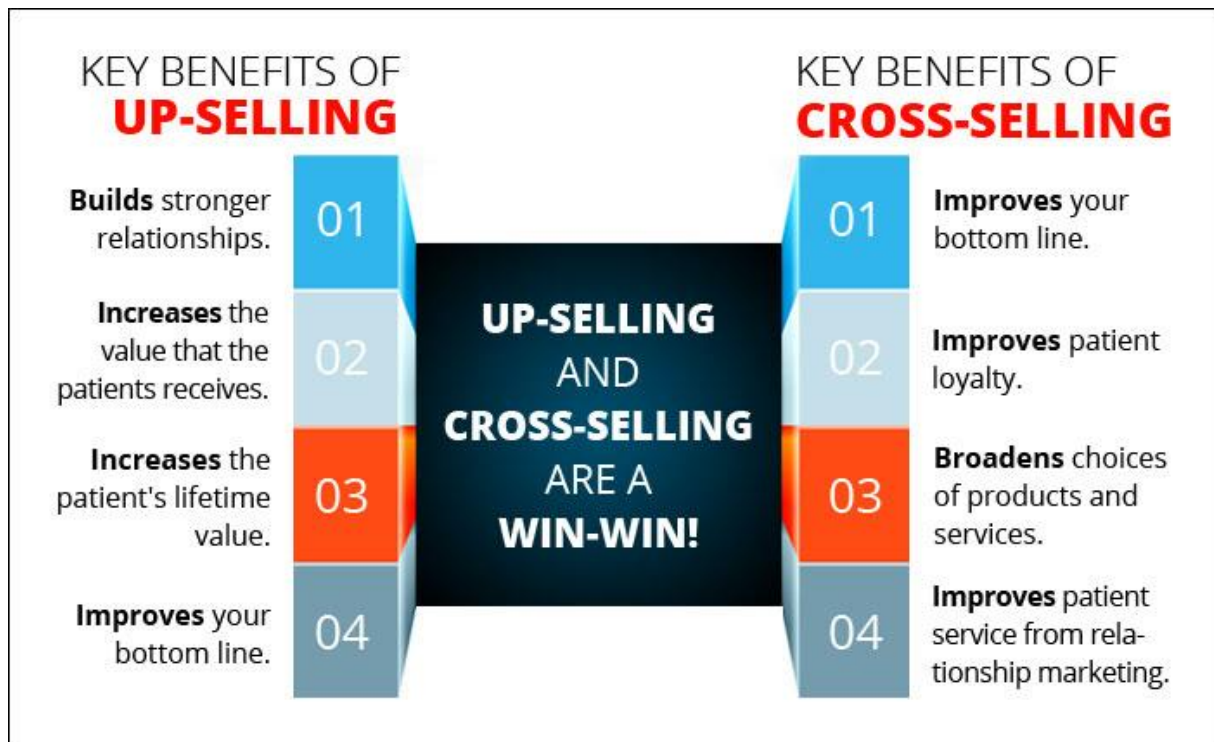 KEY BENEFITS OF
UP-SELLING
01
Builds stronger
relationships.
02
Increases the
value that the
patients receives.
03
Increases the
patient's lifetime
value.
04
Improves your
bottom line.
UP-SELLING
AND
CROSS-SELLING
ARE A
WIN-WIN!
KEY BENEFITS OF
CROSS-SELLING
01
Improves your
bottom line.
02
Improves patient
loyalty.
03
Broadens choices
of products and
services.
04
Improves patient
service from rela-
tionship marketing.